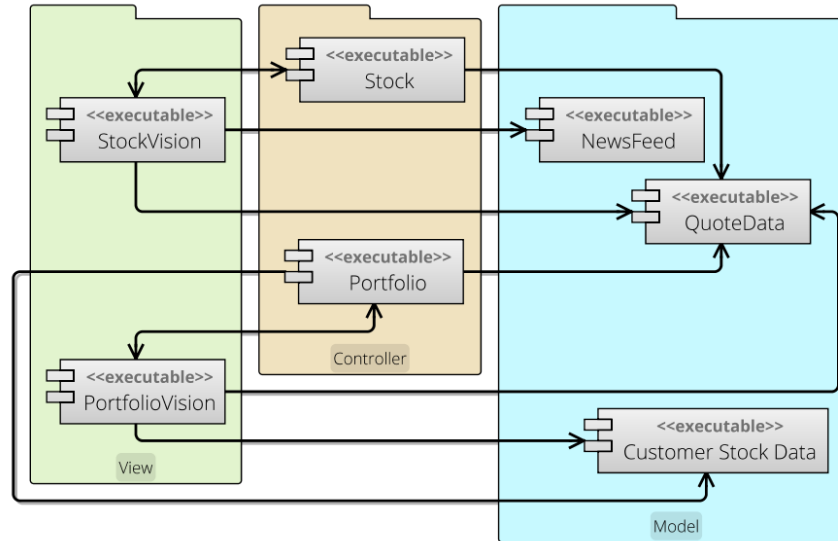 <<executable>>
Stock
<<executable>>
StockVision
<<executable>>
NewsFeed
<<executable>>
QuoteData
<<executable>>
Portfolio
Controller
<<executable>>
PortfolioVision
<<executable>>
Customer Stock Data
View
Model